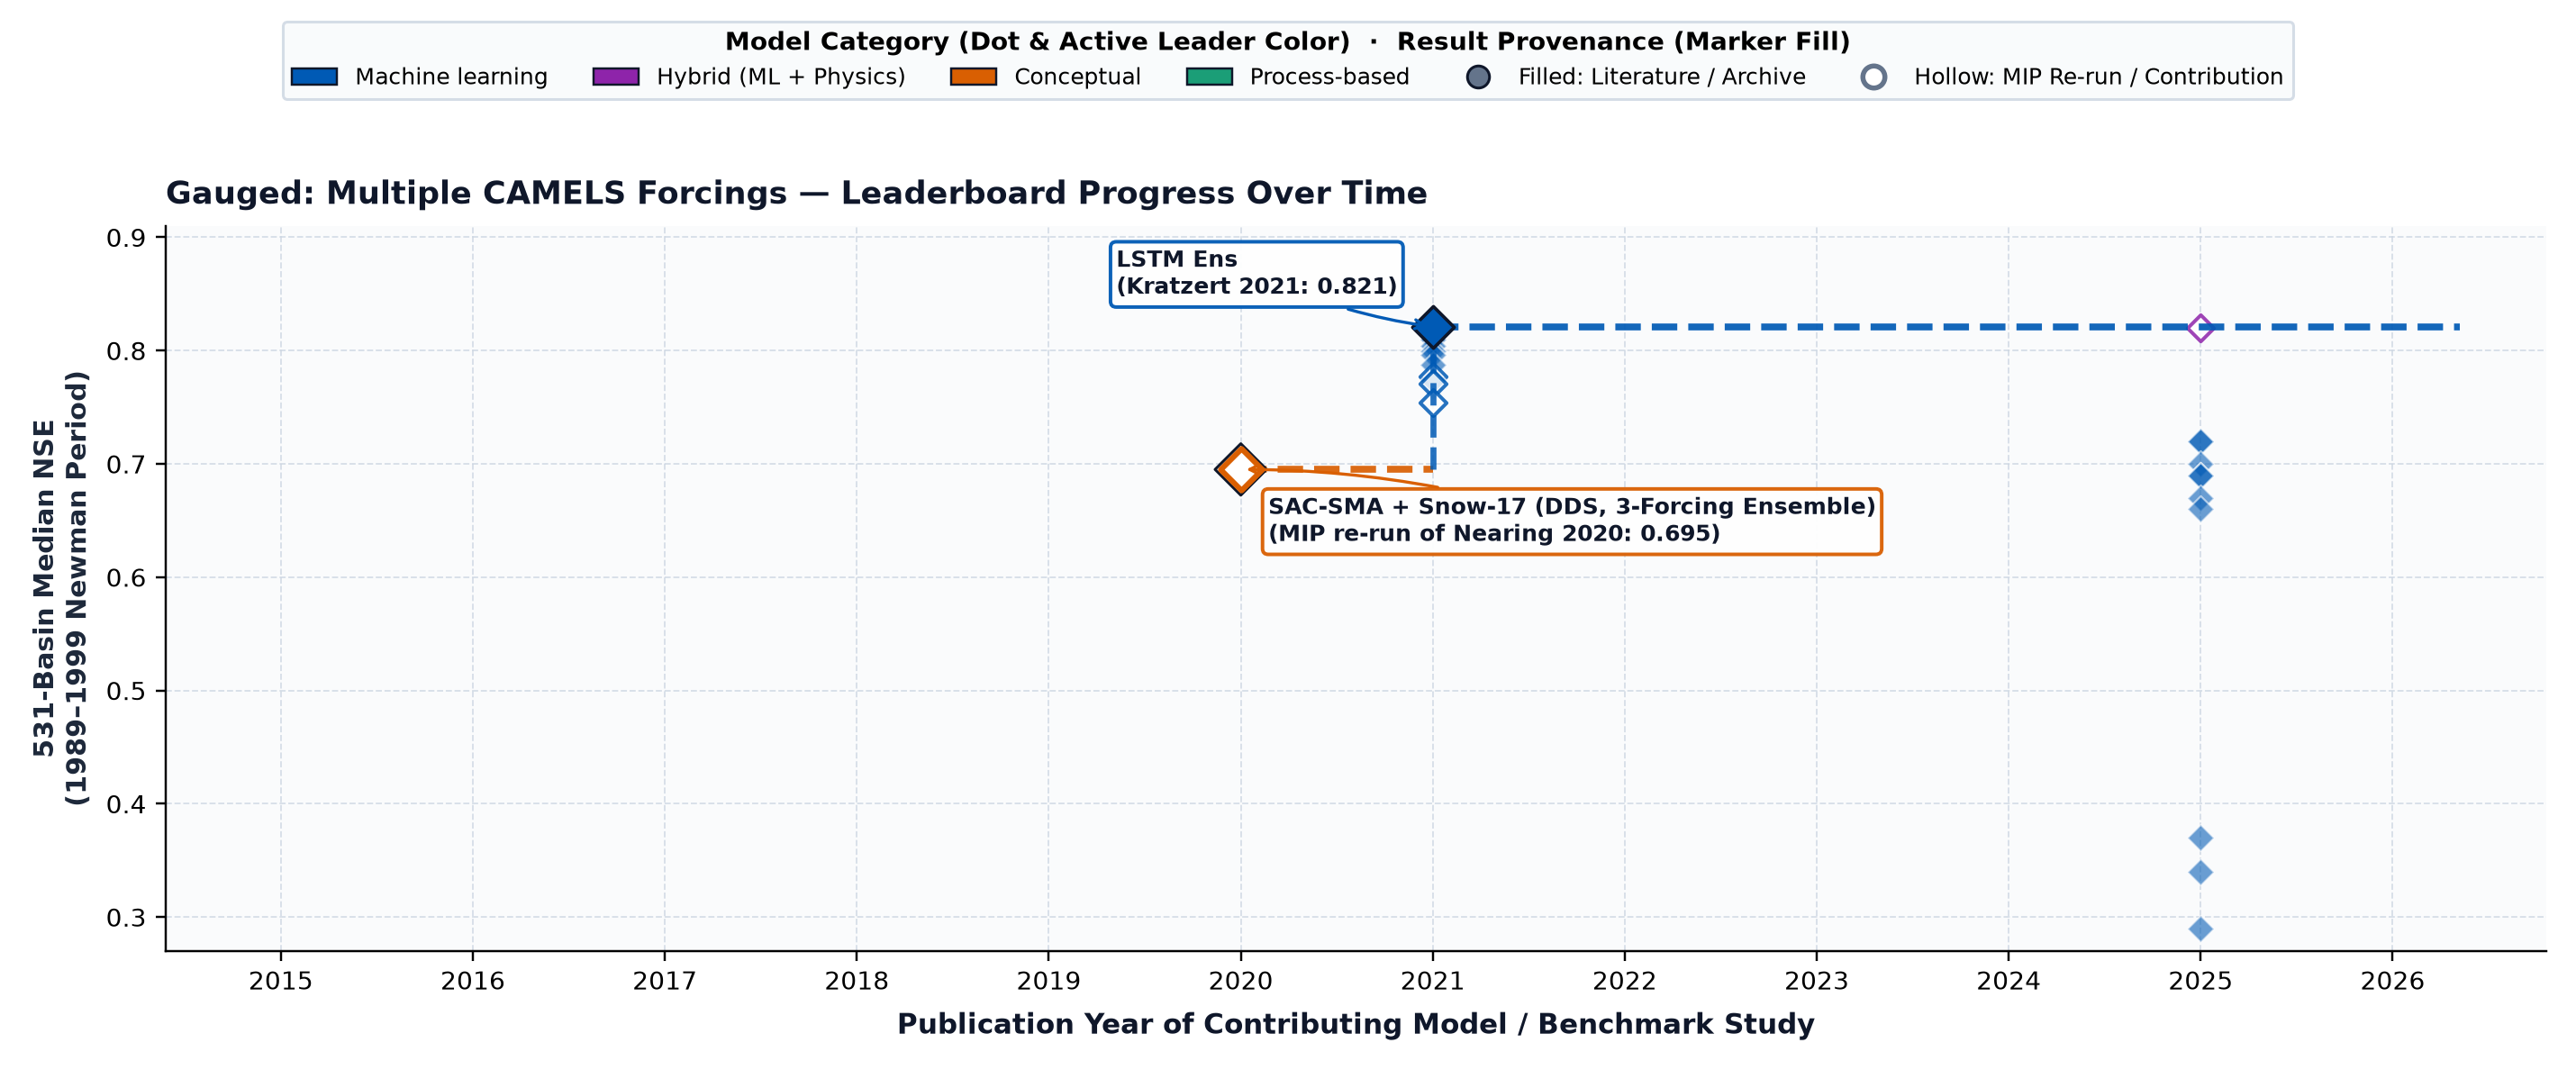 Model Category (Dot & Active Leader Color)  ·  Result Provenance (Marker Fill)
Machine learning
Hybrid (ML + Physics)
Conceptual
Process-based
Filled: Literature / Archive
Hollow: MIP Re-run / Contribution
Gauged: Multiple CAMELS Forcings — Leaderboard Progress Over Time
531-Basin Median NSE
(1989–1999 Newman Period)
0.9
0.8
0.7
0.6
0.5
0.4
0.3
LSTM Ens
(Kratzert 2021: 0.821)
SAC-SMA + Snow-17 (DDS, 3-Forcing Ensemble)
(MIP re-run of Nearing 2020: 0.695)
2015
2016
2017
2018
2019
2020
2021
2022
2023
2024
2025
2026
Publication Year of Contributing Model / Benchmark Study